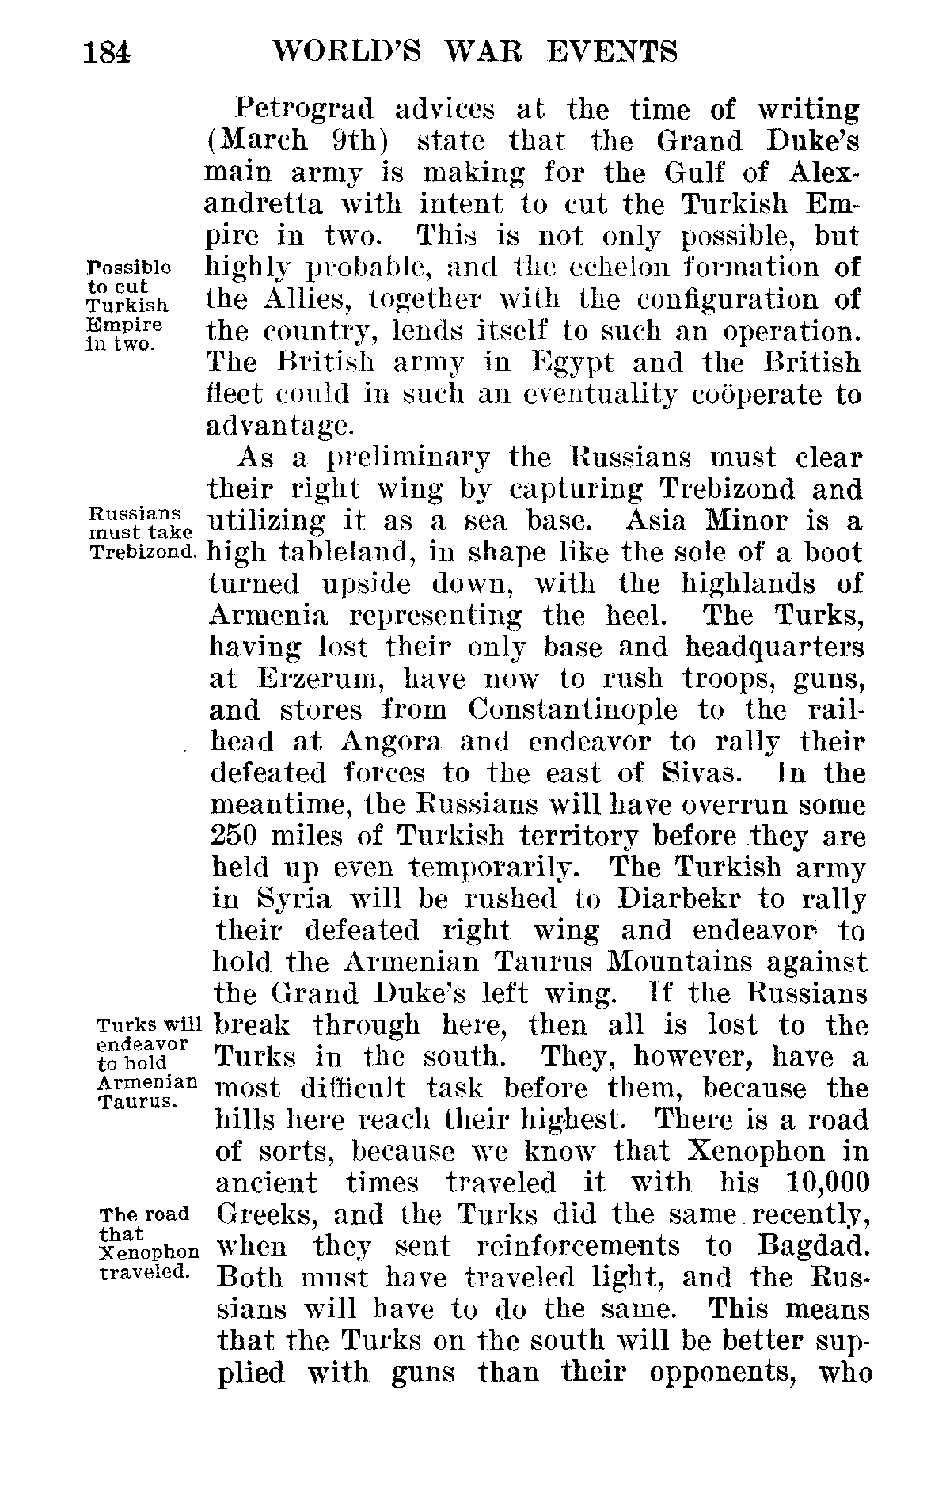 184 WORLD'S WAR EVENTS
Petrograd advices at the time of writing
(March 9th) state that the Grand Duke's
main army is making for the Gulf of Alex-
andretta with intent to cut the Turkish Em-
pire in two. This is not only possible, but
highly probable, and the echelon formation of
the Allies, together with the configuration of
the country, lends itself to such an operation.
The British army in Egypt and the British
fleet could in such an eventuality coöperate to
advantage.
Possible
to cut
Turkish
Empire
in two.
As a preliminary the Russians must clear
their right wing by capturing Trebizond and
utilizing it as a sea base. Asia Minor is a
high tableland, in shape like the sole of a boot
turned upside down, with the highlands of
Armenia representing the heel. The Turks,
having lost their only base and headquarters
at Erzerum, have now to rush troops, guns,
and stores from Constantinople to the rail-
head at Angora and endeavor to rally their
defeated forces to the east of Sivas. In the
meantime, the Russians will have overrun some
250 miles of Turkish territory before they are
held up even temporarily. The Turkish army
in Syria will be rushed to Diarbekr to rally
their defeated right wing and endeavor to
hold the Armenian Taurus Mountains against
the Grand Duke's left wing. If the Russians
break through here, then all is lost to the
Turks in the south. They, however, have a
most difficult task before them, because the
hills here reach their highest. There is a road
of sorts, because we know that Xenophon in
ancient times traveled it with his 10,000
Greeks, and the Turks did the same recently,
when they sent reinforcements to Bagdad.
Both must have traveled light, and the Rus-
sians will have to do the same. This means
that the Turks on the south will be better sup-
plied with guns than their opponents, who
Russians
must take
Trebizond.
Turks will
endeavor
to hold
Armenian
Taurus.
The road
that
Xenophon
traveled.